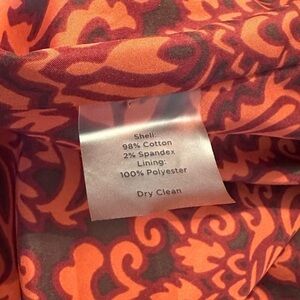 Shell:
98% Cotton
2% Spandex
Lining:
100% Polyester
Dry Clean